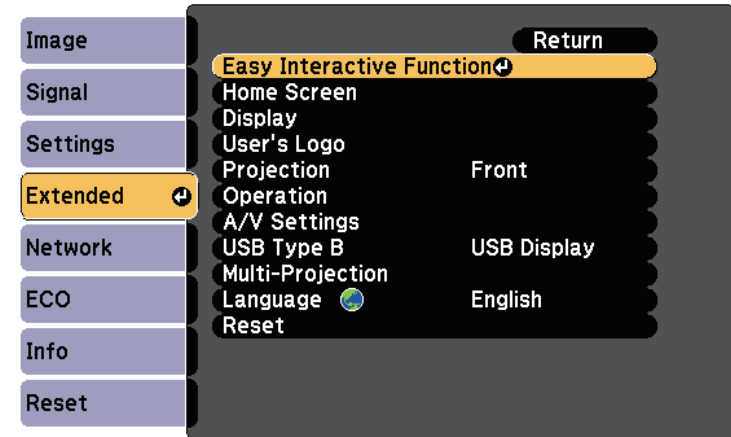 Image
Signal
Settings
Extended
Network
ECO
Info
Reset
Return
Easy Interactive Function
Home Screen
Display
User's Logo
Projection Front
Operation
A/V Settings
USB Type B USB Display
Multi-Projection
Language English
Reset